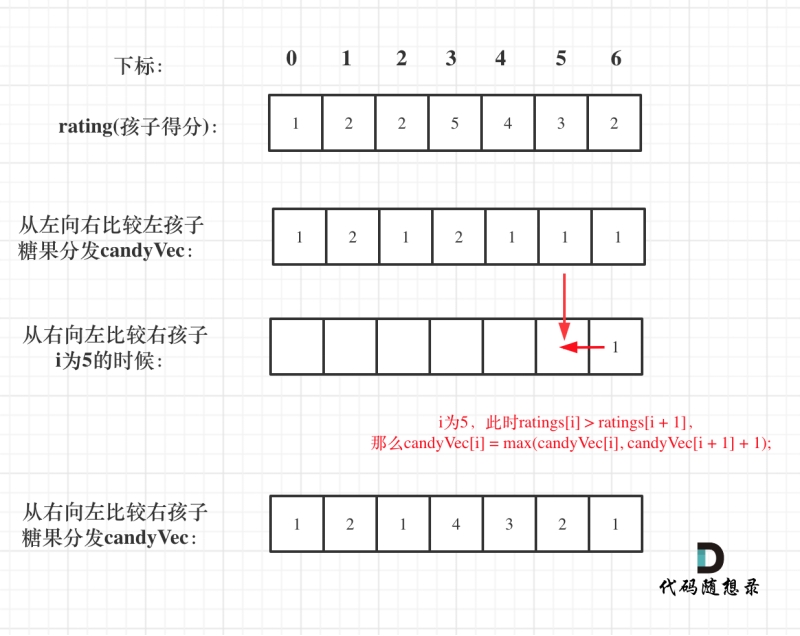 下标： 0 1 2 3 4 5 6
rating(孩子得分)： 1 2 2 5 4 3 2
从左向右比较左孩子
糖果分发candyVec： 1 2 1 2 1 1 1
从右向左比较右孩子
i为5的时候： 1
i为5，此时ratings[i] > ratings[i + 1]，
那么candyVec[i] = max(candyVec[i], candyVec[i + 1] + 1);
从右向左比较右孩子
糖果分发candyVec： 1 2 1 4 3 2 1
代码随想录